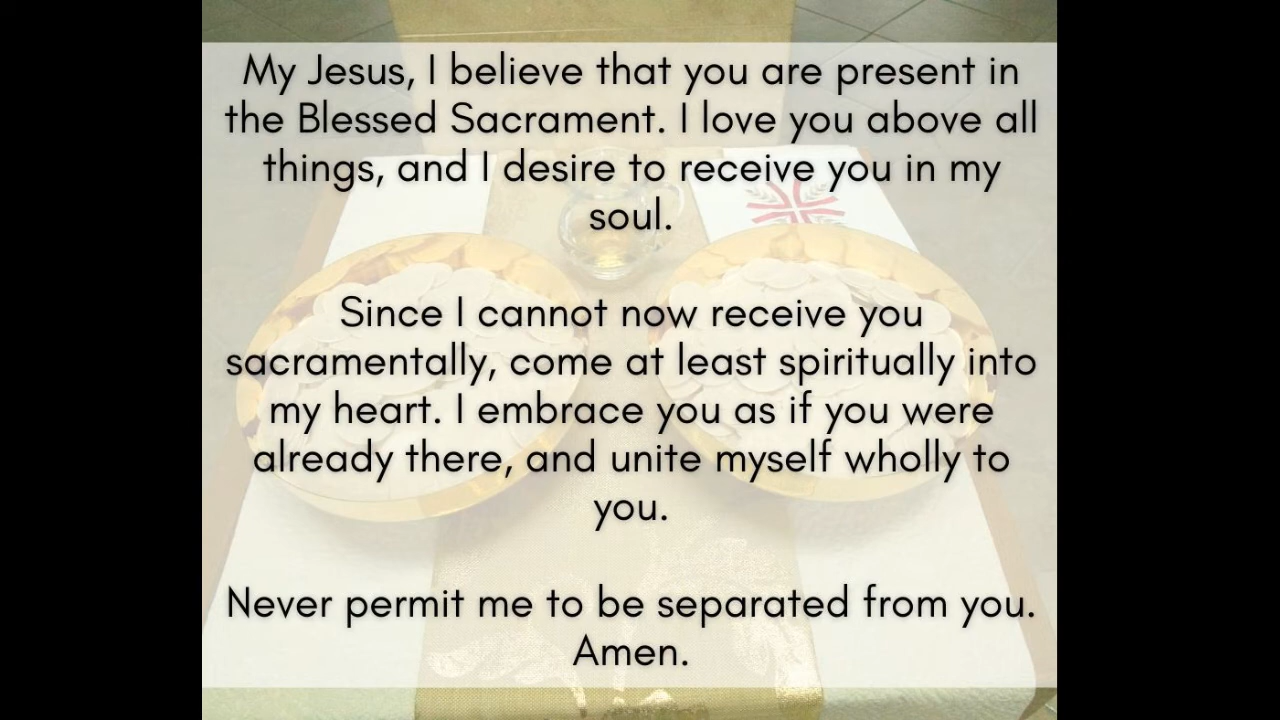 My Jesus, I believe that you are present in
the Blessed Sacrament. I love you above all
things, and I desire to receive you in my
soul.
Since I cannot now receive you
sacramentally, come at least spiritually into
my heart. I embrace you as if you were
already there, and unite myself wholly to
you.
Never permit me to be separated from you.
Amen.